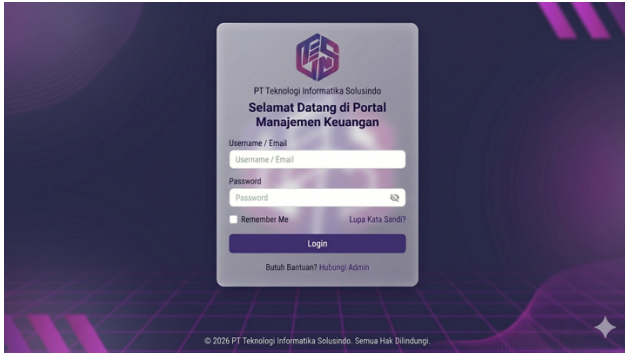 PT Teknologi Informatika Solusindo
Selamat Datang di Portal
Manajemen Keuangan
Username / Email
Username / Email
Password
Password
Remember Me
Lupa Kata Sandi?
Login
Butuh Bantuan? Hubungi Admin
© 2026 PT Teknologi Informatika Solusindo. Semua Hak Dilindungi.